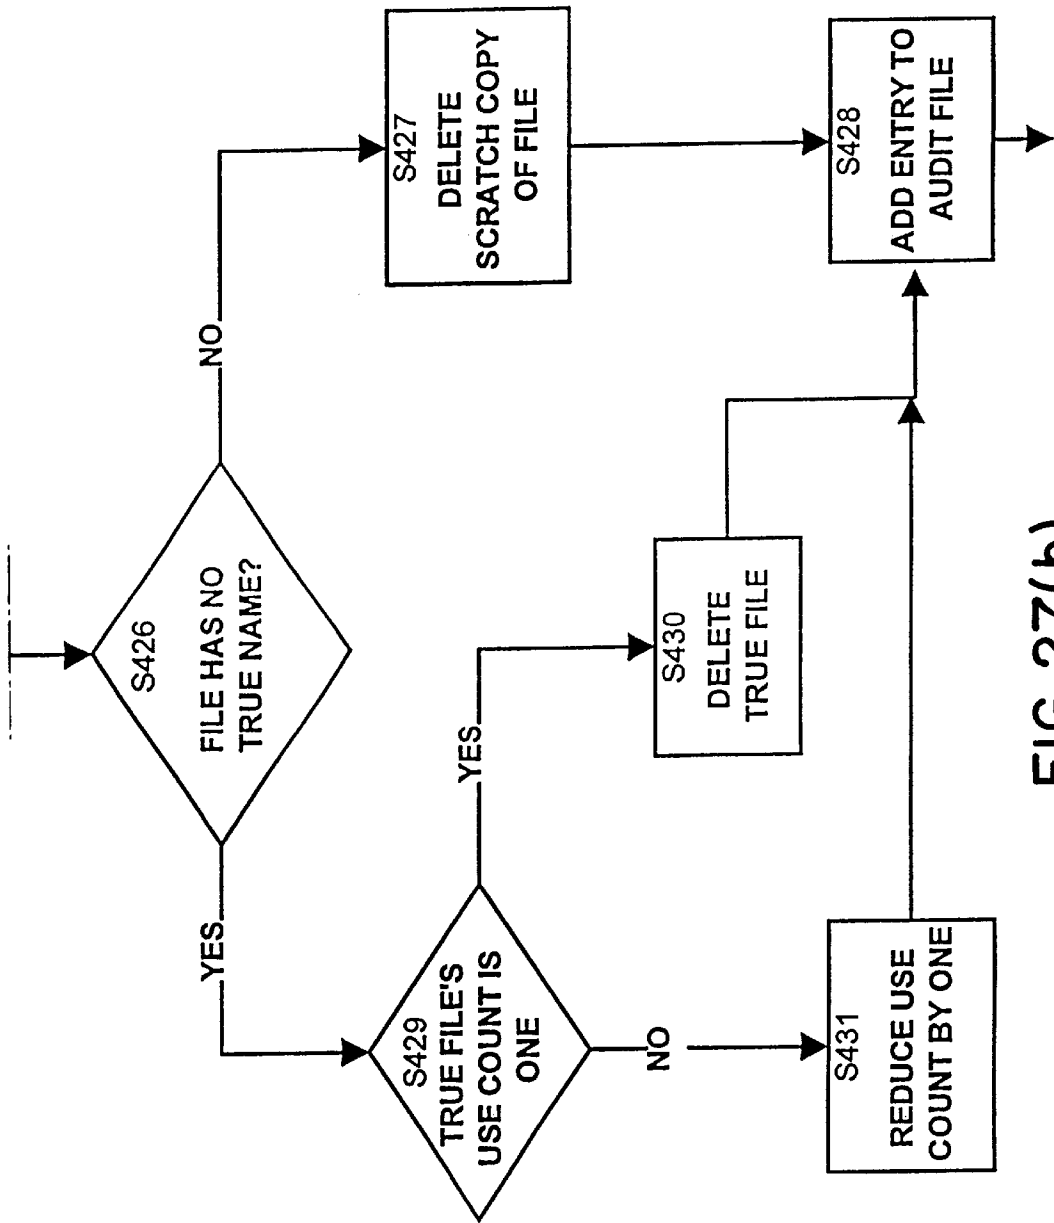 S426
FILE HAS NO
TRUE NAME?
NO
YES
S427
DELETE
SCRATCH COPY
OF FILE
S429
TRUE FILE'S
USE COUNT IS
ONE
YES
NO
S430
DELETE
TRUE FILE
S428
ADD ENTRY TO
AUDIT FILE
S431
REDUCE USE
COUNT BY ONE
FIG. 27(b)